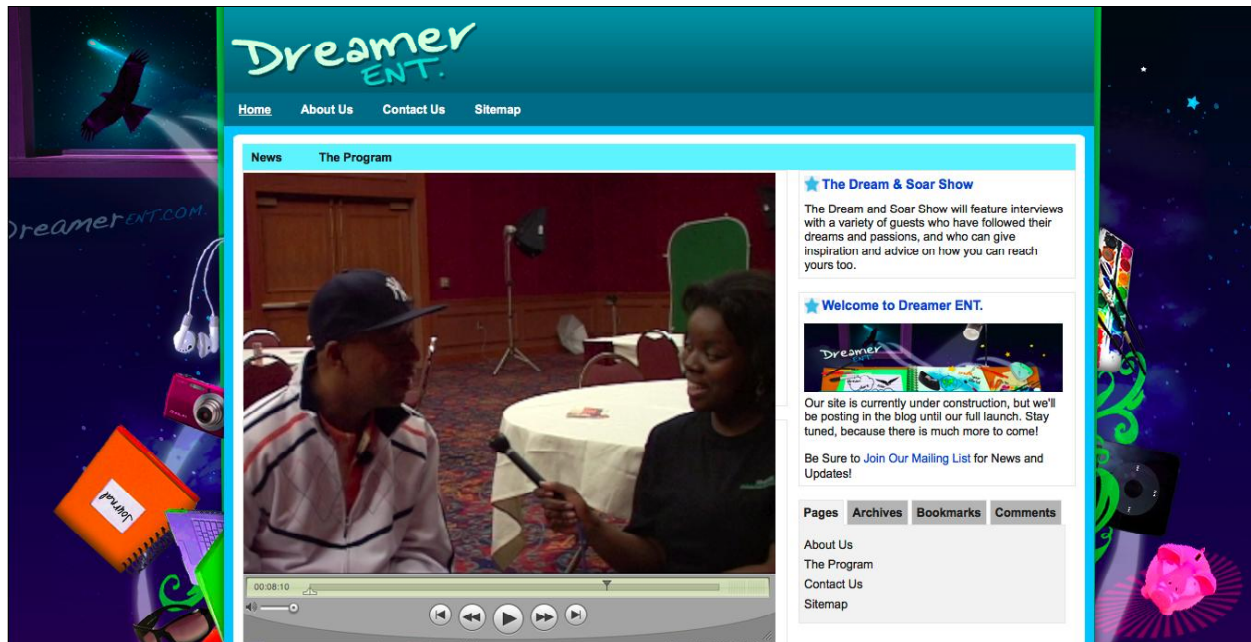 Dreamer
ENT.
Home About Us Contact Us Sitemap
News The Program
DreamerENT.COM.
Journal
00:08:10
The Dream & Soar Show
The Dream and Soar Show will feature interviews
with a variety of guests who have followed their
dreams and passions, and who can give
inspiration and advice on how you can reach
yours too.
Welcome to Dreamer ENT.
Dreamer
ENT.
Our site is currently under construction, but we'll
be posting in the blog until our full launch. Stay
tuned, because there is much more to come!
Be Sure to Join Our Mailing List for News and
Updates!
Pages Archives Bookmarks Comments
About Us
The Program
Contact Us
Sitemap